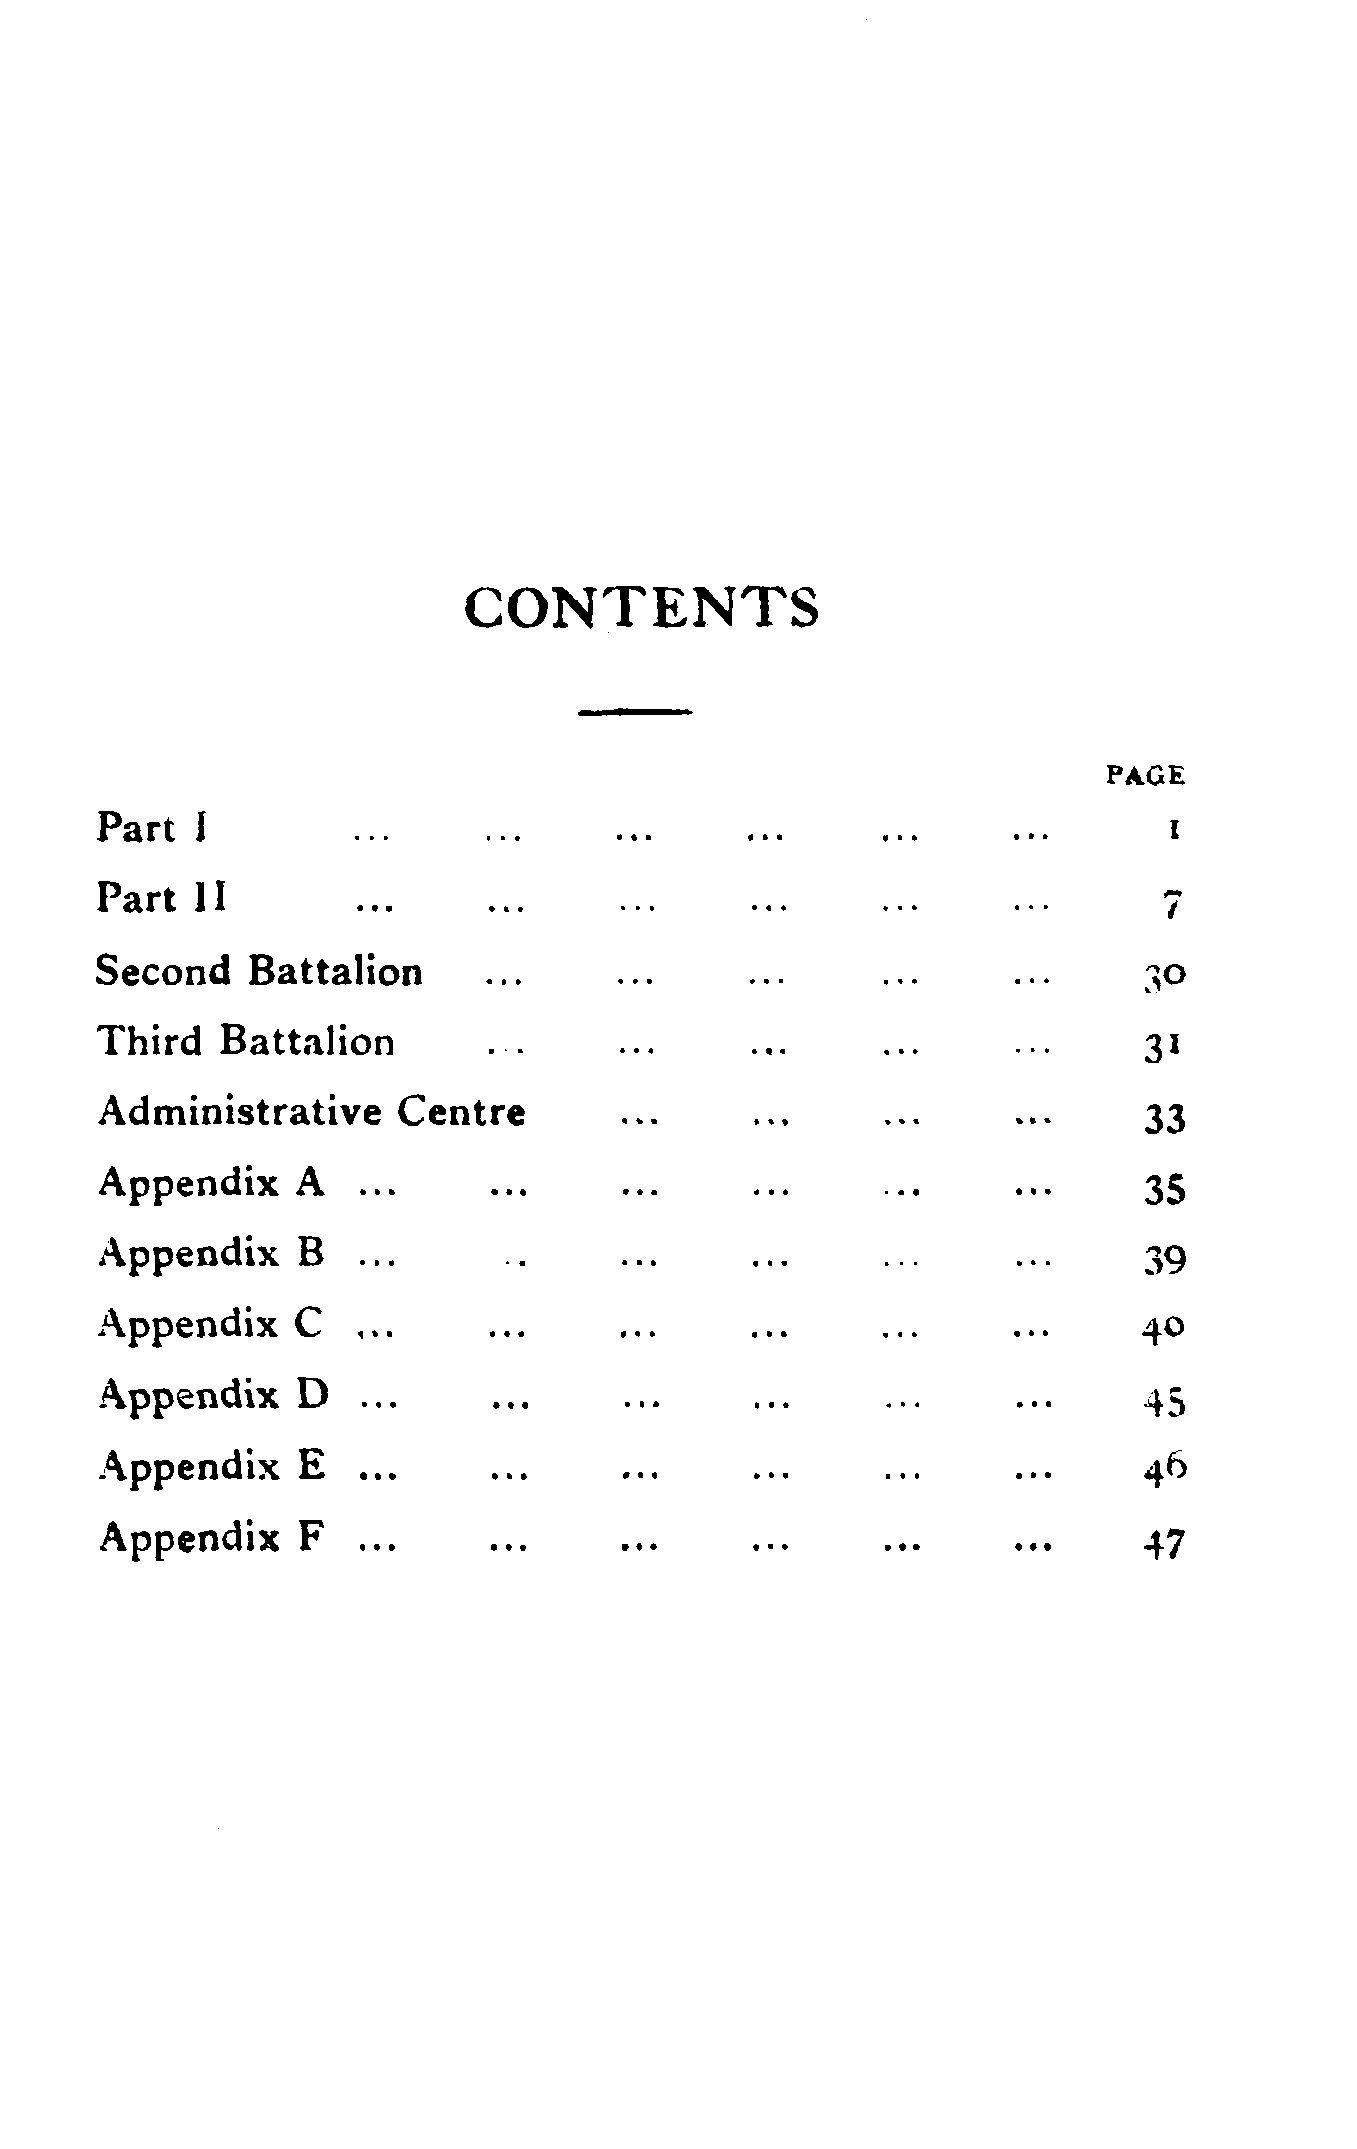 CONTENTS
PAGE
Part I ... ... ... ... ... ... 1
Part II ... ... ... ... ... ... 7
Second Battalion ... ... ... ... ... 30
Third Battalion ... ... ... ... ... 31
Administrative Centre ... ... ... ... 33
Appendix A ... ... ... ... ... ... 35
Appendix B ... ... ... ... ... ... 39
Appendix C ... ... ... ... ... ... 40
Appendix D ... ... ... ... ... ... 45
Appendix E ... ... ... ... ... ... 46
Appendix F ... ... ... ... ... ... 47